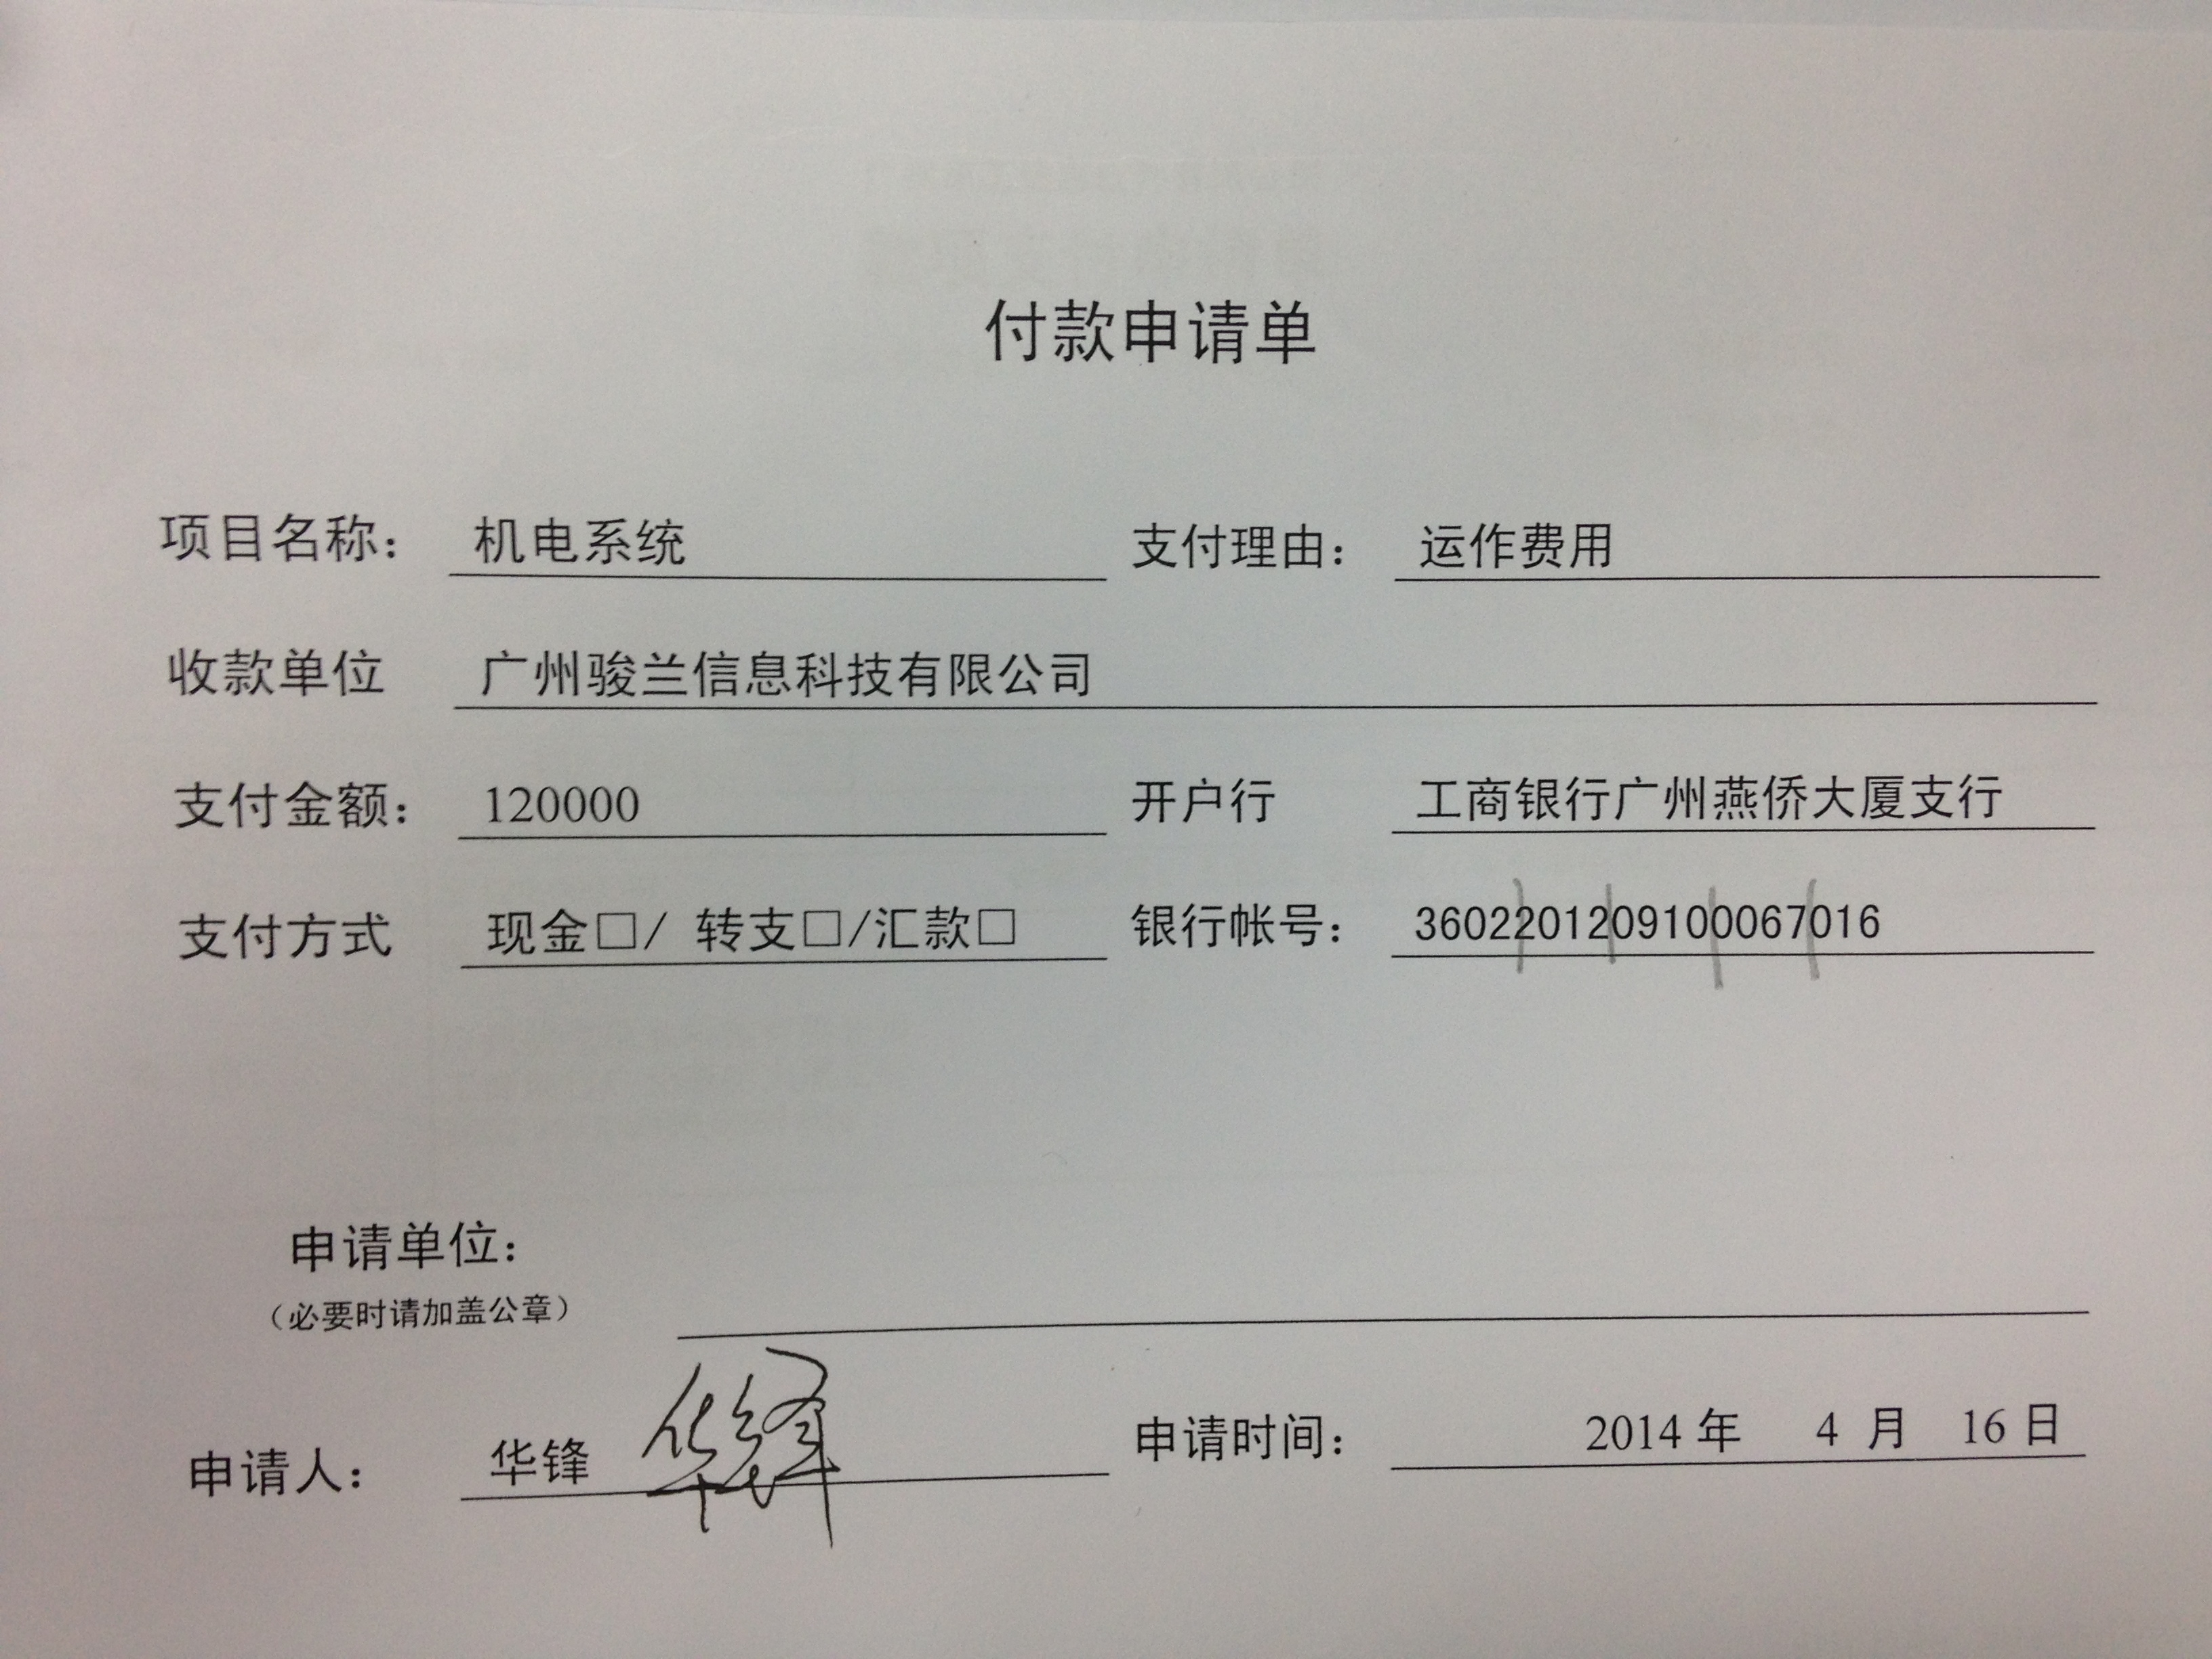 付款申请单
项目名称： 机电系统 支付理由： 运作费用
收款单位 广州骏兰信息科技有限公司
支付金额： 120000 开户行 工商银行广州燕侨大厦支行
支付方式 现金□/ 转支□/汇款□ 银行帐号： 3602201209100067016
申请单位：
（必要时请加盖公章）
申请人： 华锋 华锋 申请时间： 2014 年 4 月 16 日